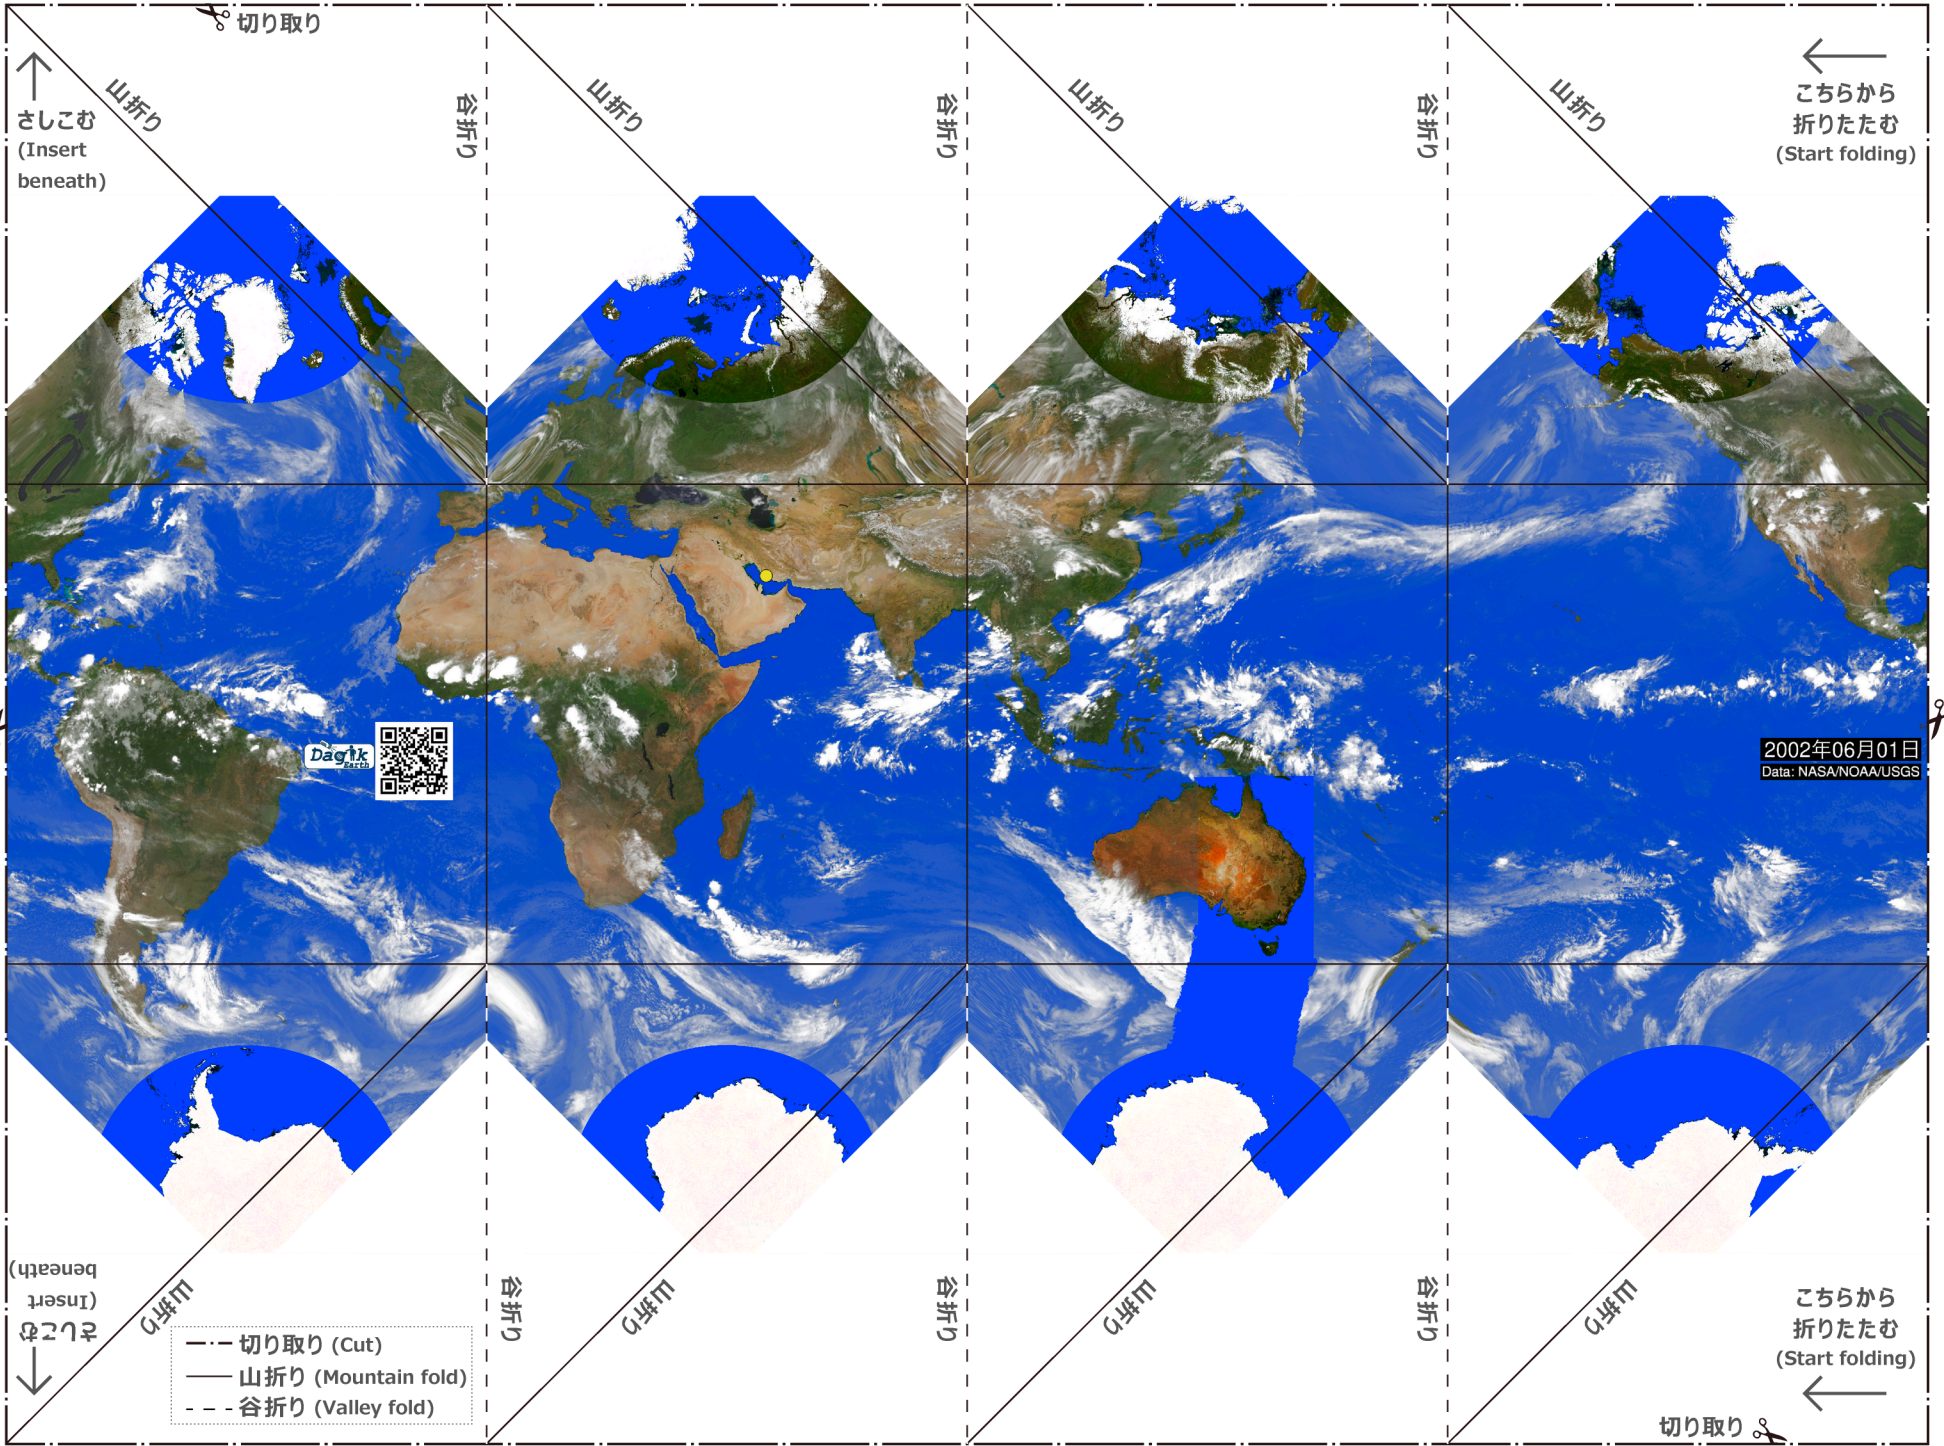 切り取り
山折り
谷折り
山折り
谷折り
山折り
谷折り
山折り
さしこむ
(Insert
beneath)
こちらから
折りたたむ
(Start folding)
Dagik
Earth
2002年06月01日
Data: NASA/NOAA/USGS
さしこむ
(Insert
beneath)
山折り
谷折り
山折り
谷折り
山折り
谷折り
山折り
こちらから
折りたたむ
(Start folding)
切り取り (Cut)
山折り (Mountain fold)
谷折り (Valley fold)
切り取り